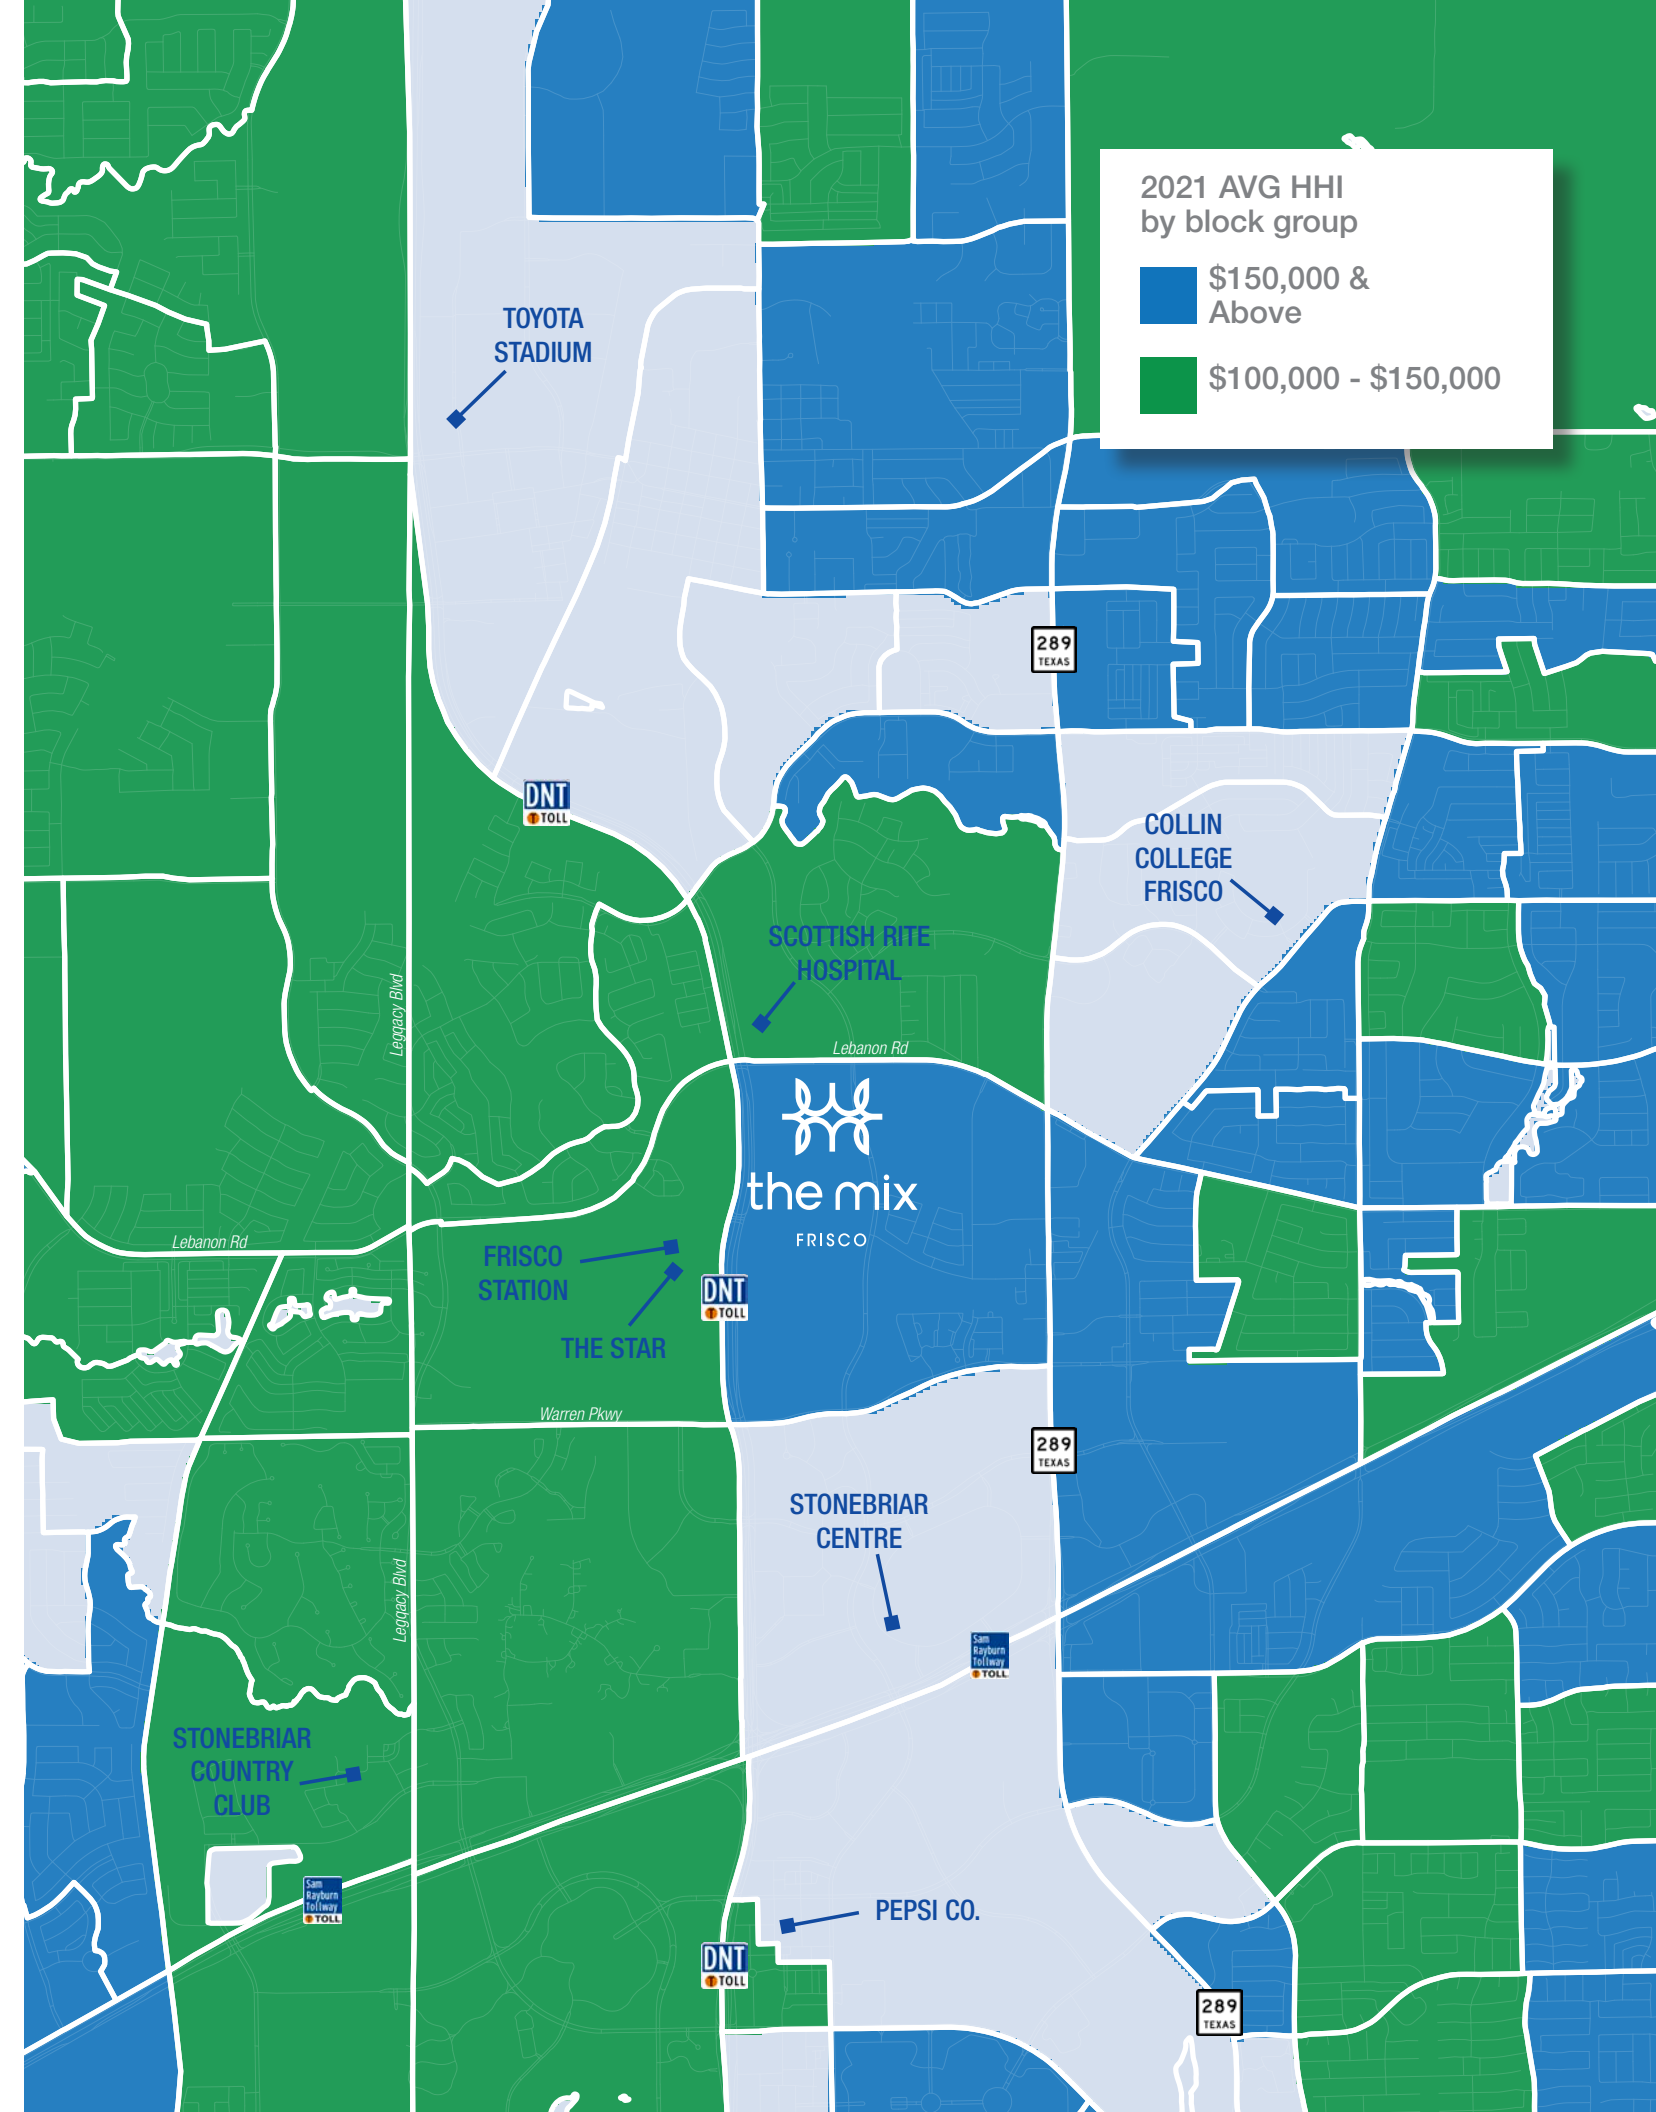 2021 AVG HHI
by block group
$150,000 &
Above
$100,000 - $150,000
TOYOTA
STADIUM
289
TEXAS
DNT
T TOLL
COLLIN
COLLEGE
FRISCO
SCOTTISH RITE
HOSPITAL
Leggacy Blvd
Lebanon Rd
the mix
FRISCO
Lebanon Rd
FRISCO
STATION
DNT
T TOLL
THE STAR
Warren Pkwy
289
TEXAS
STONEBRIAR
CENTRE
Leggacy Blvd
Sam
Rayburn
Tollway
T TOLL
STONEBRIAR
COUNTRY
CLUB
Sam
Rayburn
Tollway
T TOLL
PEPSI CO.
DNT
T TOLL
289
TEXAS